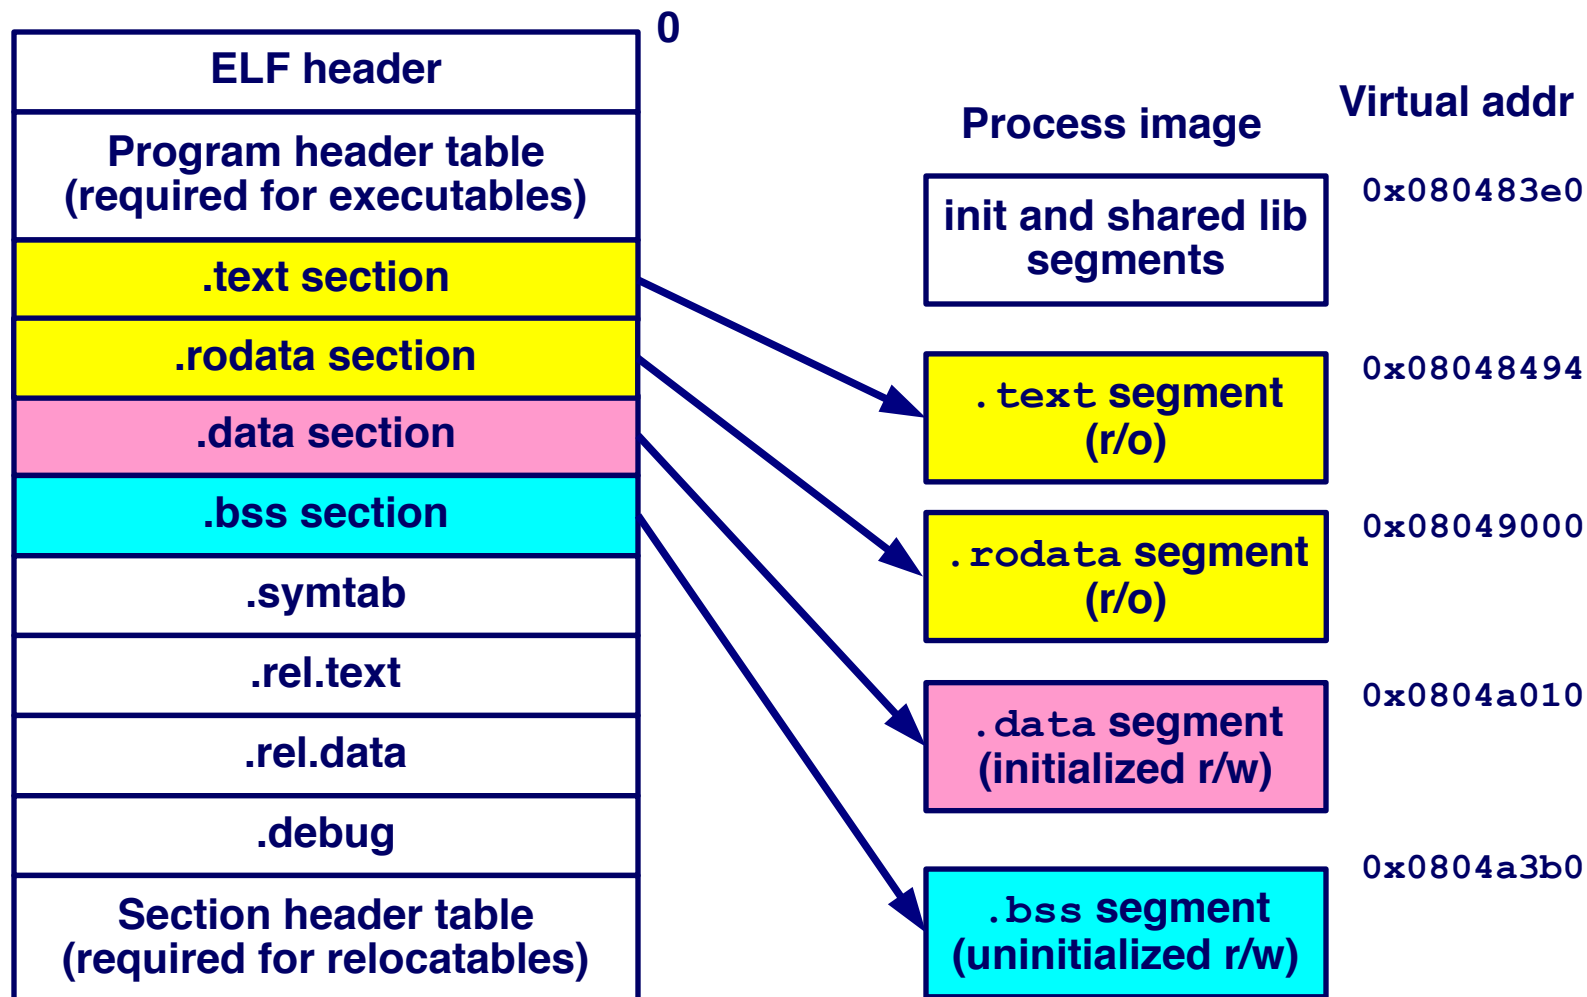 0
ELF header
Program header table
(required for executables)
.text section
.rodata section
.data section
.bss section
.symtab
.rel.text
.rel.data
.debug
Section header table
(required for relocatables)
Process image
Virtual addr
init and shared lib
segments
0x080483e0
.text segment
(r/o)
0x08048494
.rodata segment
(r/o)
0x08049000
.data segment
(initialized r/w)
0x0804a010
.bss segment
(uninitialized r/w)
0x0804a3b0